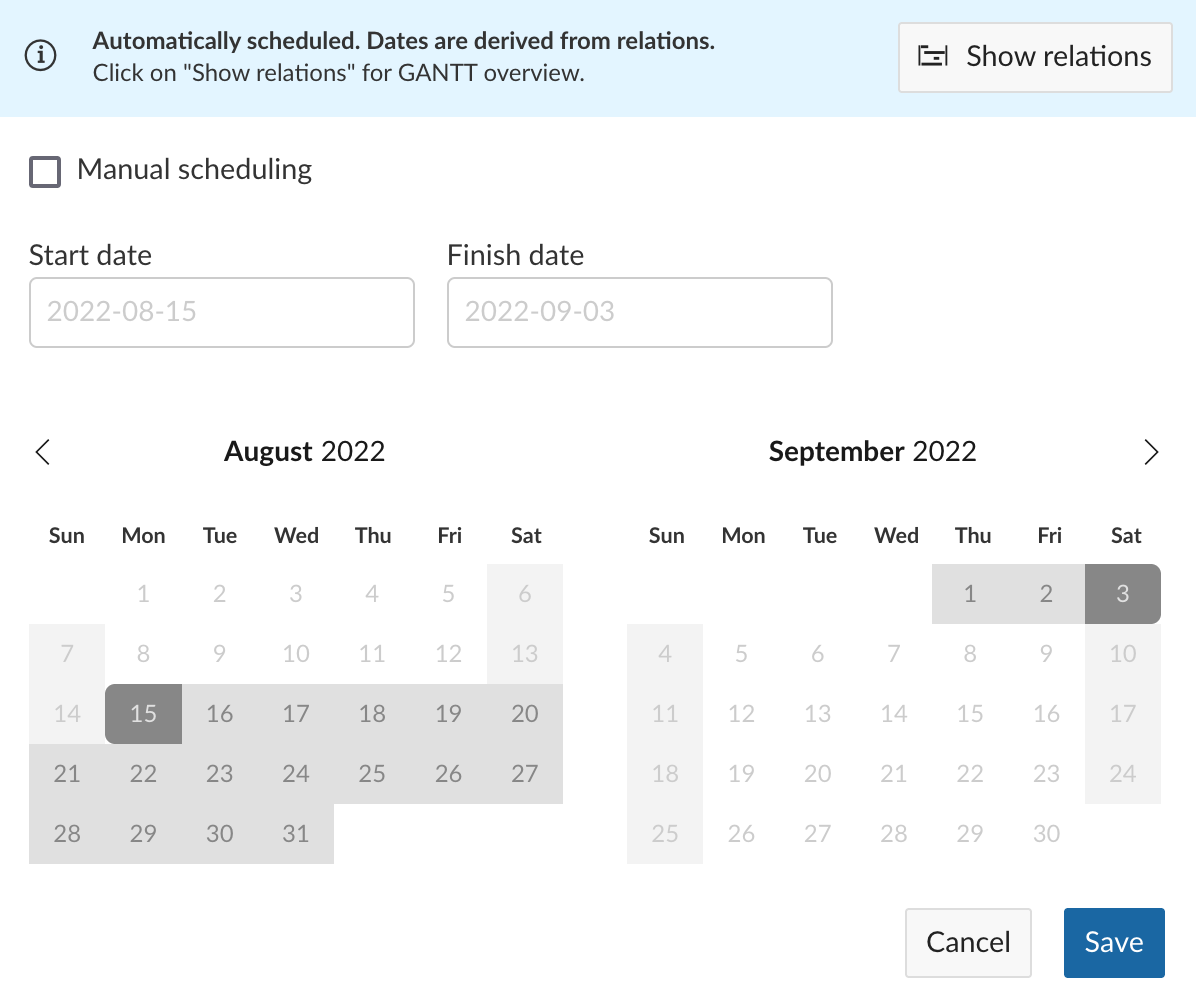 Automatically scheduled. Dates are derived from relations.
Click on "Show relations" for GANTT overview.
Show relations
Manual scheduling
Start date
Finish date
2022-08-15
2022-09-03
August 2022
Sun Mon Tue Wed Thu Fri Sat
1 2 3 4 5 6
7 8 9 10 11 12 13
14 15 16 17 18 19 20
21 22 23 24 25 26 27
28 29 30 31
September 2022
Sun Mon Tue Wed Thu Fri Sat
1 2 3
4 5 6 7 8 9 10
11 12 13 14 15 16 17
18 19 20 21 22 23 24
25 26 27 28 29 30
Cancel
Save